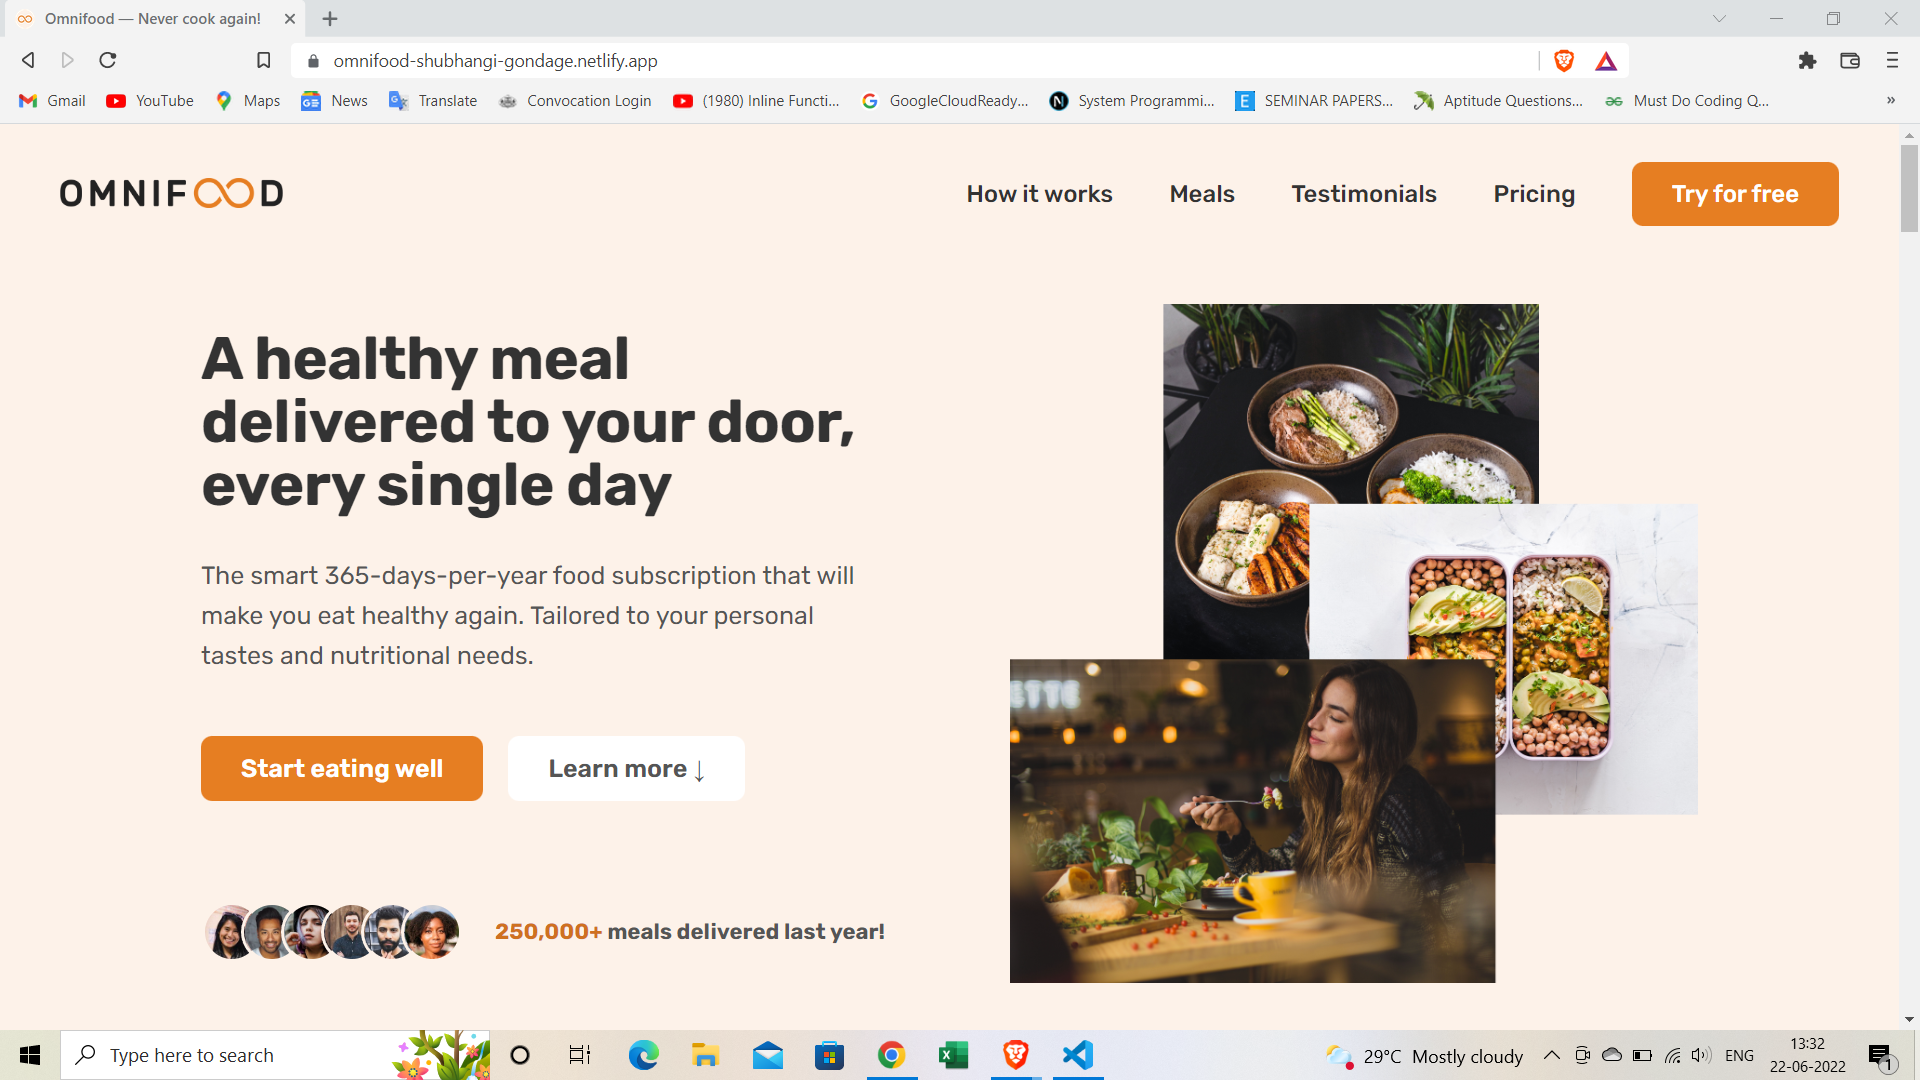 Omnifood — Never cook again!
omnifood-shubhangi-gondage.netlify.app
Gmail YouTube Maps News Translate Convocation Login (1980) Inline Functi... GoogleCloudReady... System Programmi... SEMINAR PAPERS... Aptitude Questions... Must Do Coding Q... »
OMNIFOOD How it works Meals Testimonials Pricing Try for free
A healthy meal
delivered to your door,
every single day
The smart 365-days-per-year food subscription that will
make you eat healthy again. Tailored to your personal
tastes and nutritional needs.
Start eating well Learn more ↓
250,000+ meals delivered last year!
ETTE
Type here to search
29°C Mostly cloudy ENG
13:32
22-06-2022
1